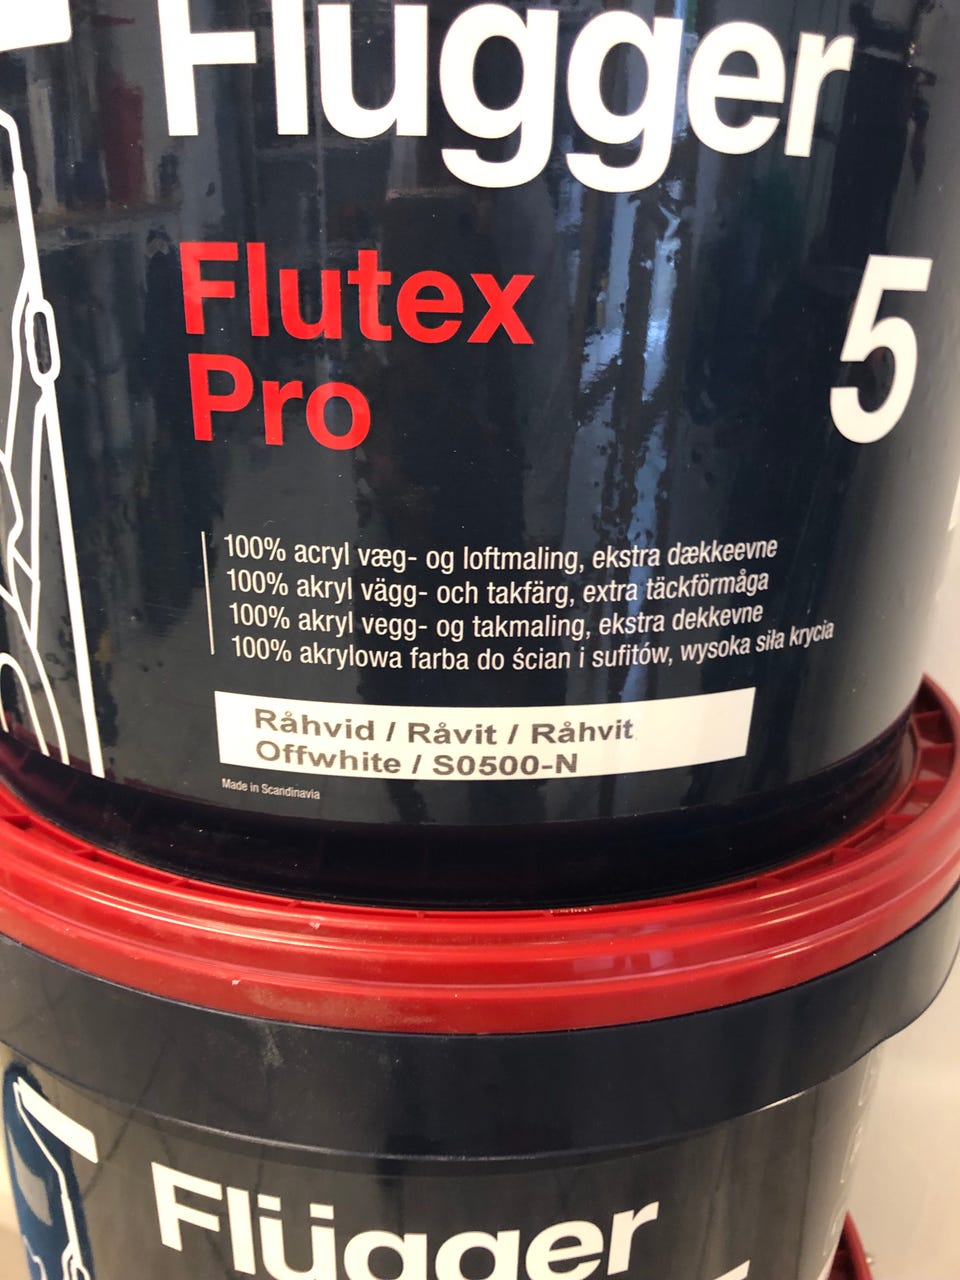 Flügger
Flutex
Pro
5
100% acryl væg- og loftmaling, ekstra dækkeevne
100% akryl vägg- och takfärg, extra täckförmåga
100% akryl vegg- og takmaling, ekstra dekkevne
100% akrylowa farba do ścian i sufitów, wysoka siła krycia
Råhvid / Råvit / Råhvit
Offwhite / S0500-N
Made in Scandinavia
Flügger